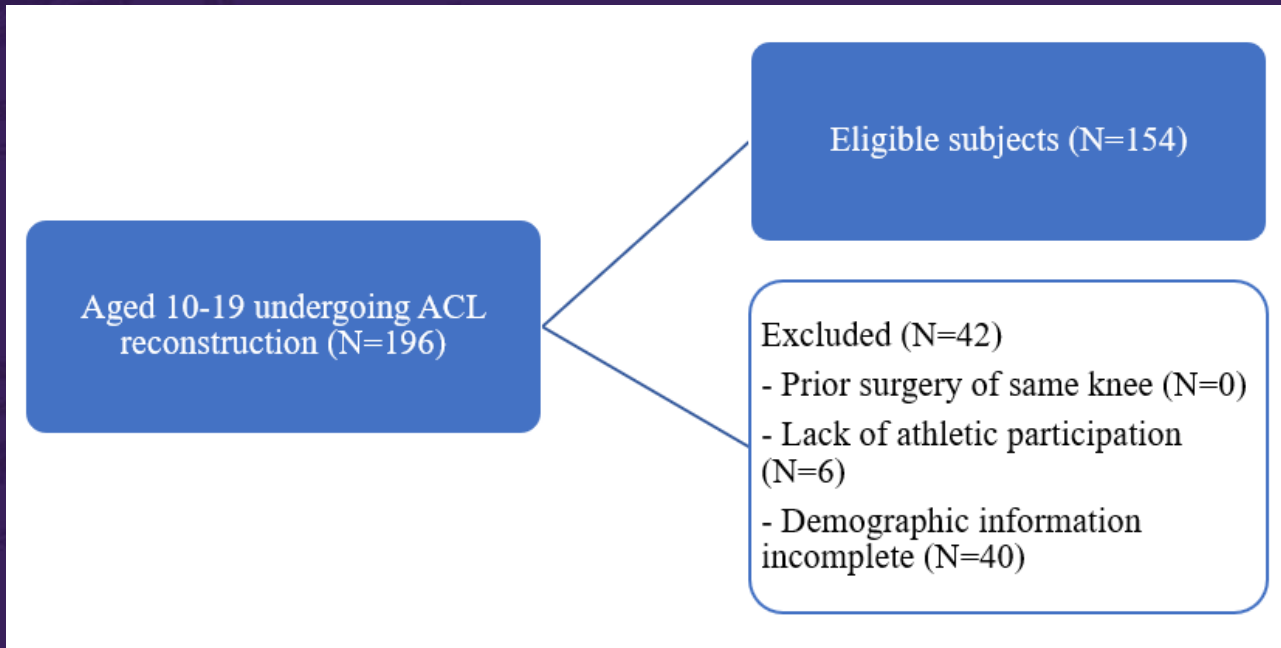 Eligible subjects (N=154)
Aged 10-19 undergoing ACL
reconstruction (N=196)
Excluded (N=42)
- Prior surgery of same knee (N=0)
- Lack of athletic participation
(N=6)
- Demographic information
incomplete (N=40)